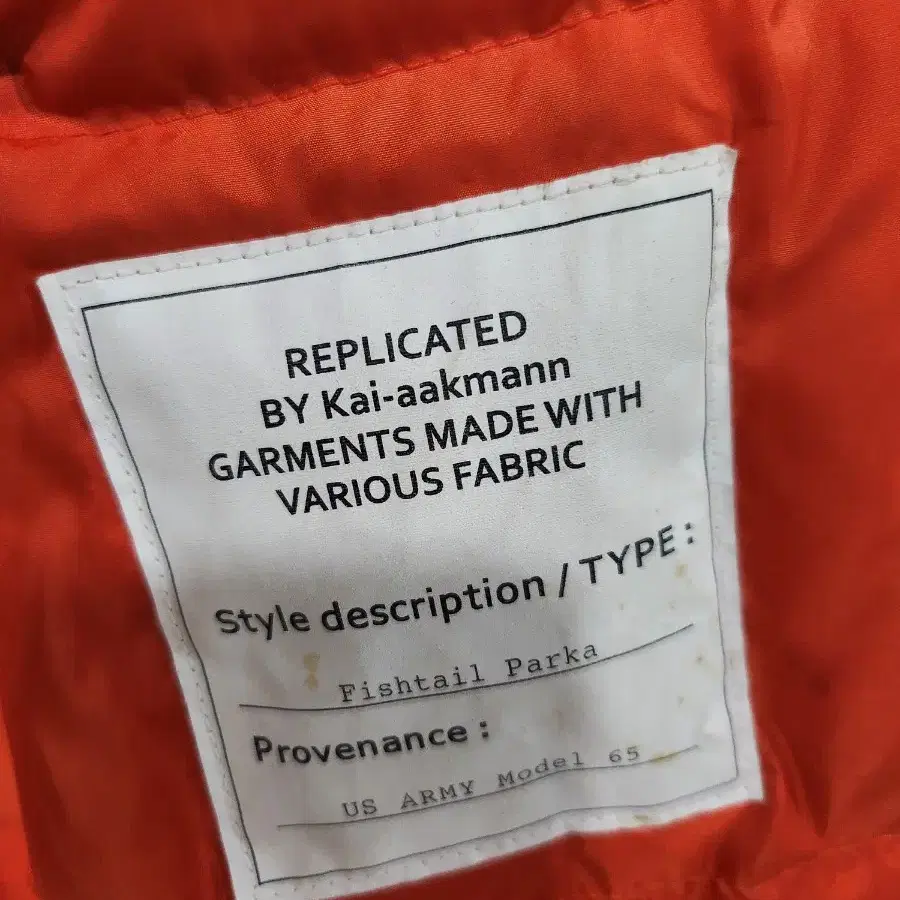 REPLICATED
BY Kai-aakmann
GARMENTS MADE WITH
VARIOUS FABRIC
Style description / TYPE :
Fishtail Parka
Provenance :
US ARMY Model 65